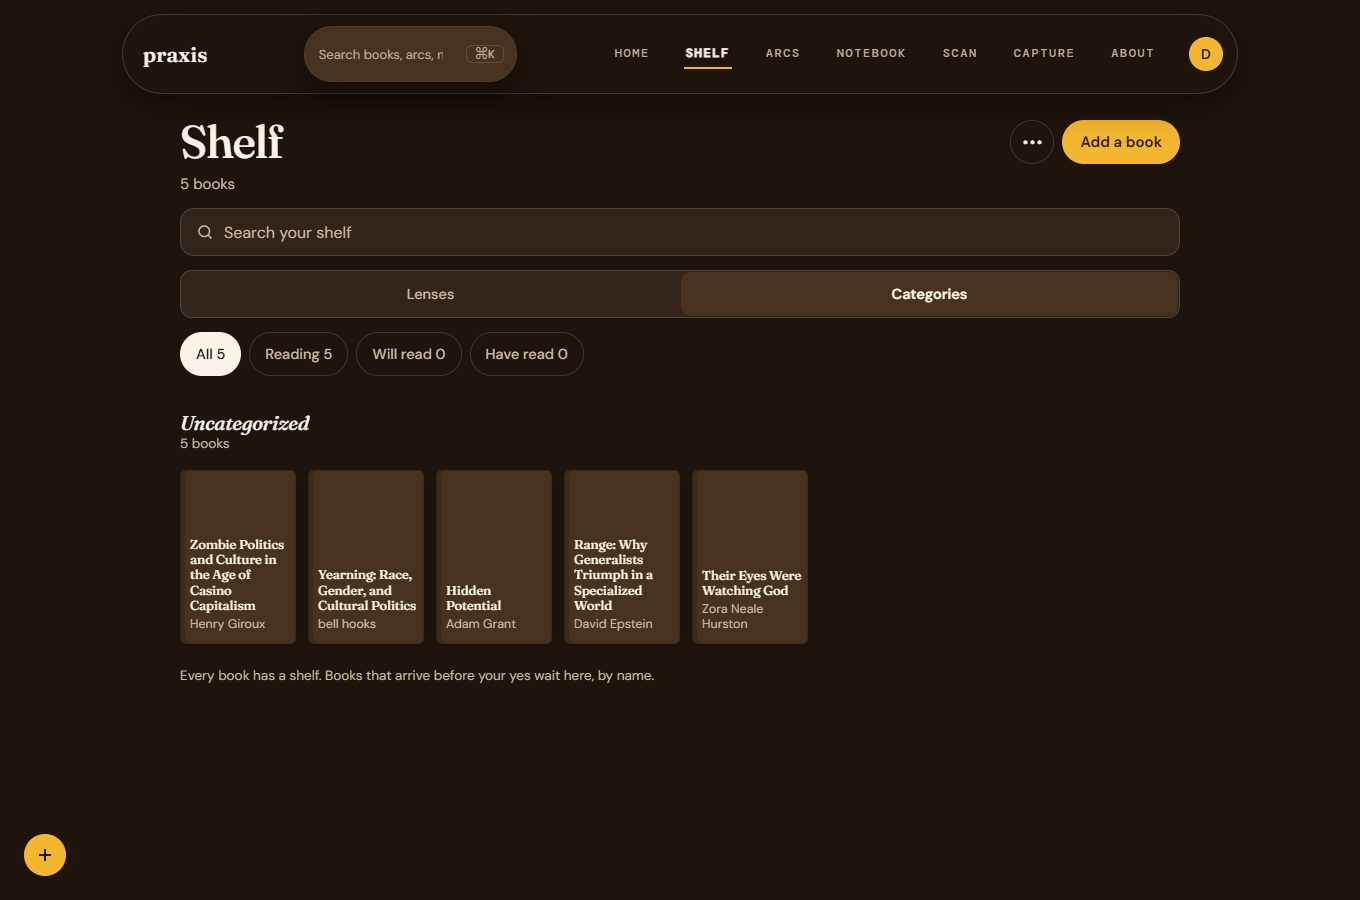 praxis
Search books, arcs, n
⌘K
HOME
SHELF
ARCS
NOTEBOOK
SCAN
CAPTURE
ABOUT
D
Shelf
Add a book
5 books
Search your shelf
Lenses
Categories
All 5
Reading 5
Will read 0
Have read 0
Uncategorized
5 books
Zombie Politics
and Culture in
the Age of
Casino
Capitalism
Henry Giroux
Yearning: Race,
Gender, and
Cultural Politics
bell hooks
Hidden
Potential
Adam Grant
Range: Why
Generalists
Triumph in a
Specialized
World
David Epstein
Their Eyes Were
Watching God
Zora Neale
Hurston
Every book has a shelf. Books that arrive before your yes wait here, by name.